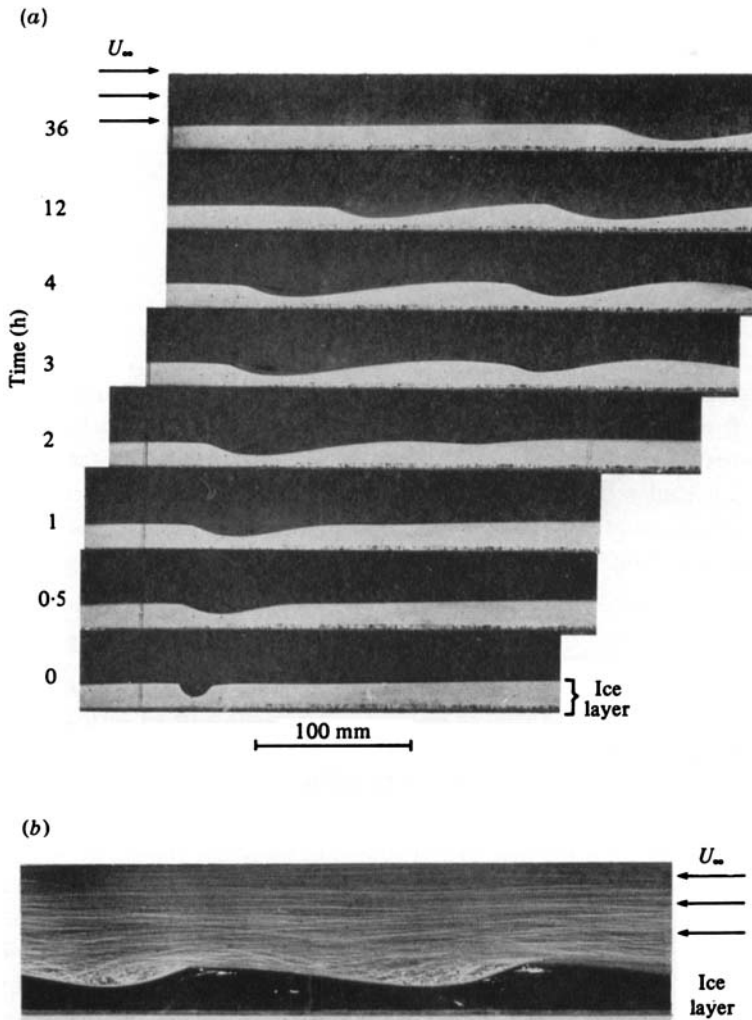 (a)
U∞
36
12
4
3
2
1
0·5
0
Time (h)
Ice
layer
100 mm
(b)
U∞
Ice
layer